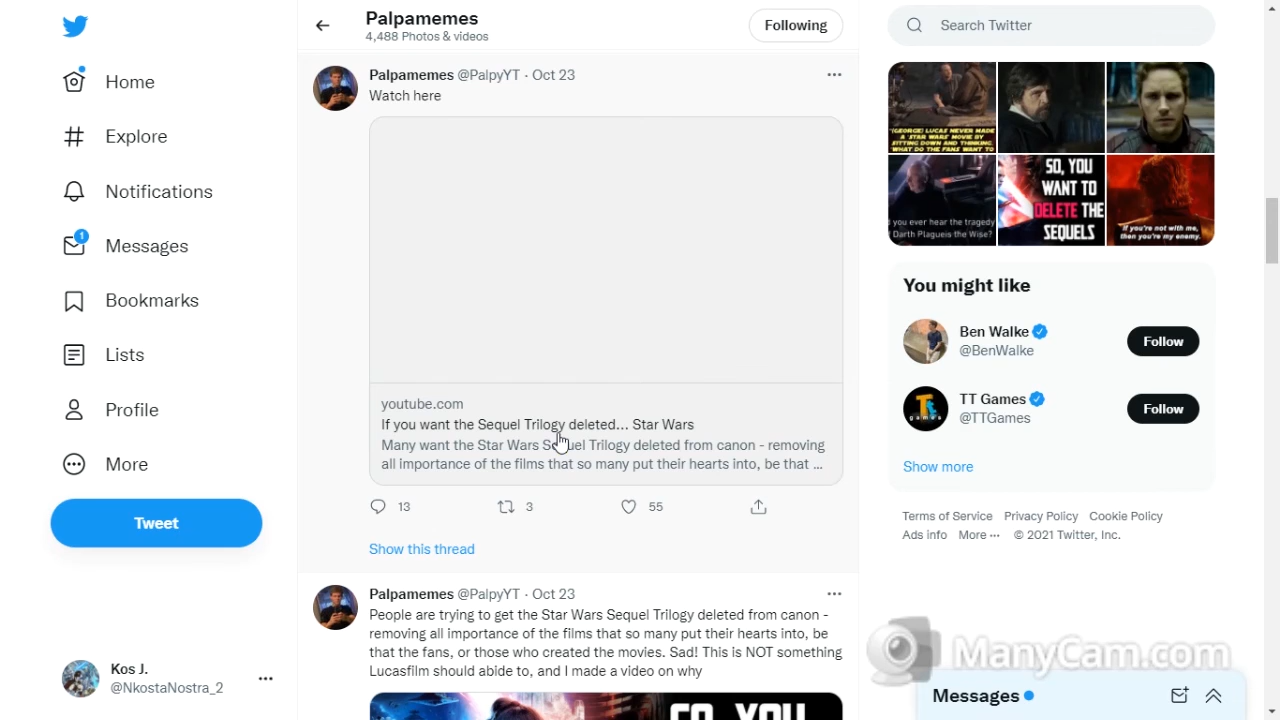 Palpamemes
4,488 Photos & videos
Following
Search Twitter
Home
Explore
Notifications
1
Messages
Bookmarks
Lists
Profile
More
Tweet
Kos J.
@NkostaNostra_2
Palpamemes @PalpyYT · Oct 23
Watch here
youtube.com
If you want the Sequel Trilogy deleted... Star Wars
Many want the Star Wars Sequel Trilogy deleted from canon - removing
all importance of the films that so many put their hearts into, be that ...
13 3 55
Show this thread
Palpamemes @PalpyYT · Oct 23
People are trying to get the Star Wars Sequel Trilogy deleted from canon -
removing all importance of the films that so many put their hearts into, be
that the fans, or those who created the movies. Sad! This is NOT something
Lucasfilm should abide to, and I made a video on why
SO, YOU
(GEORGE) LUCAS NEVER MADE
A STAR WARS MOVIE BY
SITTING DOWN AND THINKING,
WHAT DO THE FANS WANT TO
you ever hear the tragedy
Darth Plagueis the Wise?
SO, YOU
WANT TO
DELETE THE
SEQUELS
If you're not with me,
then you're my enemy.
You might like
Ben Walke
@BenWalke
Follow
TT Games
@TTGames
Follow
Show more
Terms of Service Privacy Policy Cookie Policy
Ads info More ··· © 2021 Twitter, Inc.
ManyCam.com
Messages